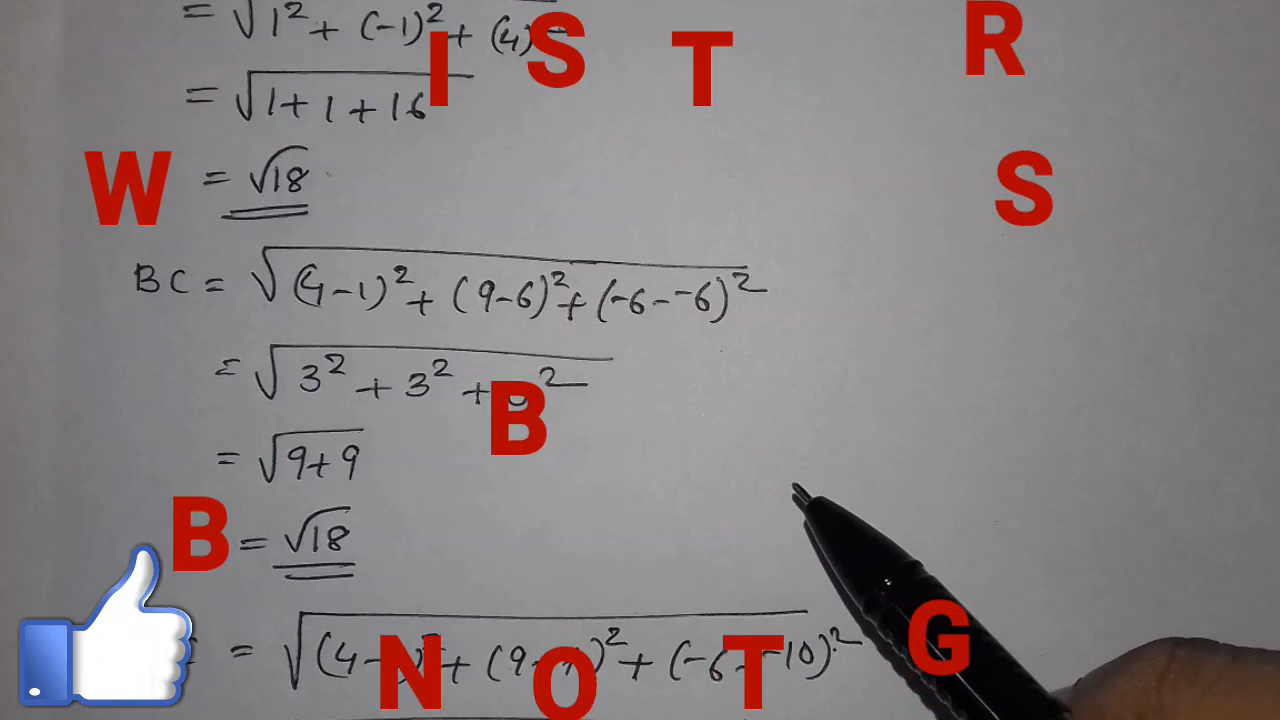 = √1² + (-1)² + (4)
I S T R
= √1 + 1 + 16
W = √18 S
BC = √(4-1)² + (9-6)² + (-6--6)²
= √3² + 3² + ²
B
= √9+9
B = √18
= √(4- )² + (9- )² + (-6- -10)²
N O T G